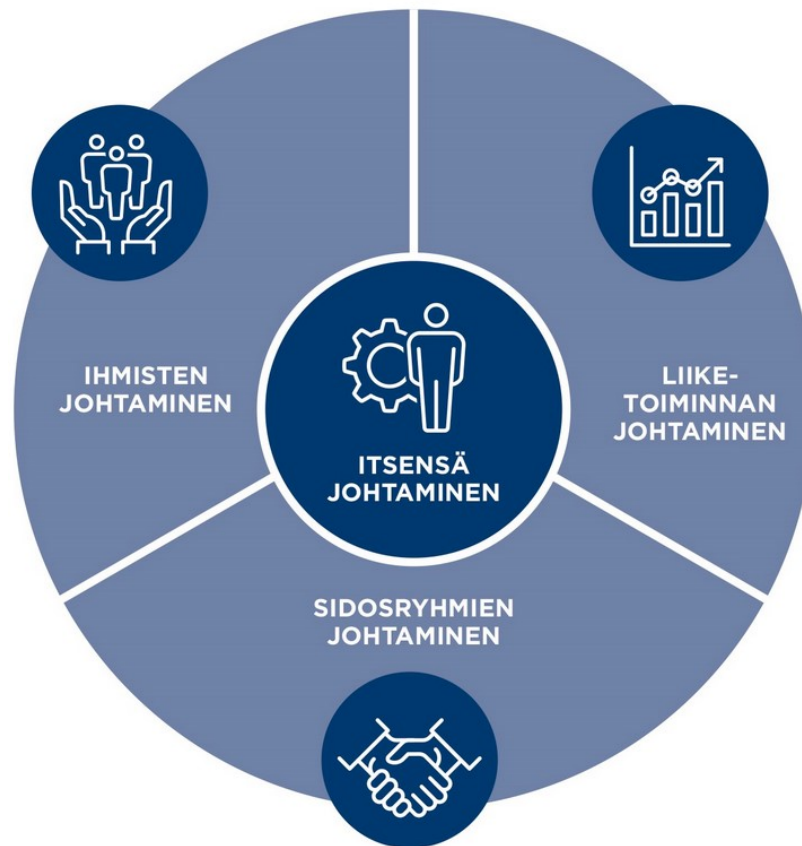 IHMISTEN
JOHTAMINEN
LIIKE-
TOIMINNAN
JOHTAMINEN
ITSENSÄ
JOHTAMINEN
SIDOSRYHMIEN
JOHTAMINEN